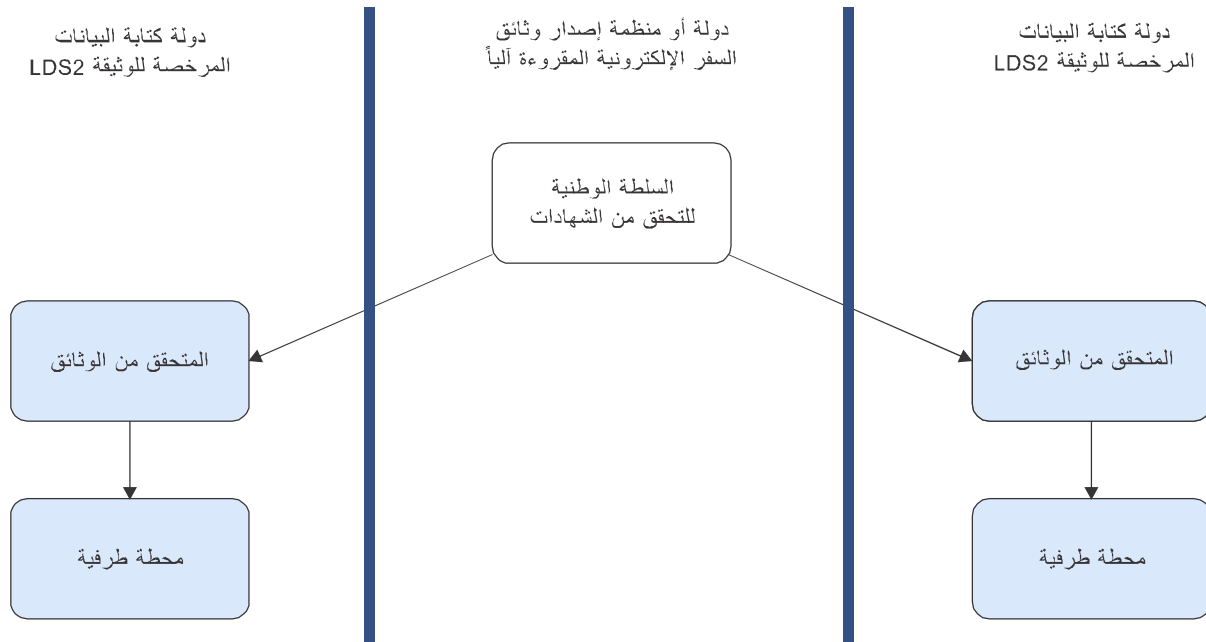 دولة كتابة البيانات
المرخصة للوثيقة LDS2
دولة أو منظمة إصدار وثائق
السفر الإلكترونية المقروءة آلياً
دولة كتابة البيانات
المرخصة للوثيقة LDS2
السلطة الوطنية
للتحقق من الشهادات
المتحقق من الوثائق
المتحقق من الوثائق
محطة طرفية
محطة طرفية